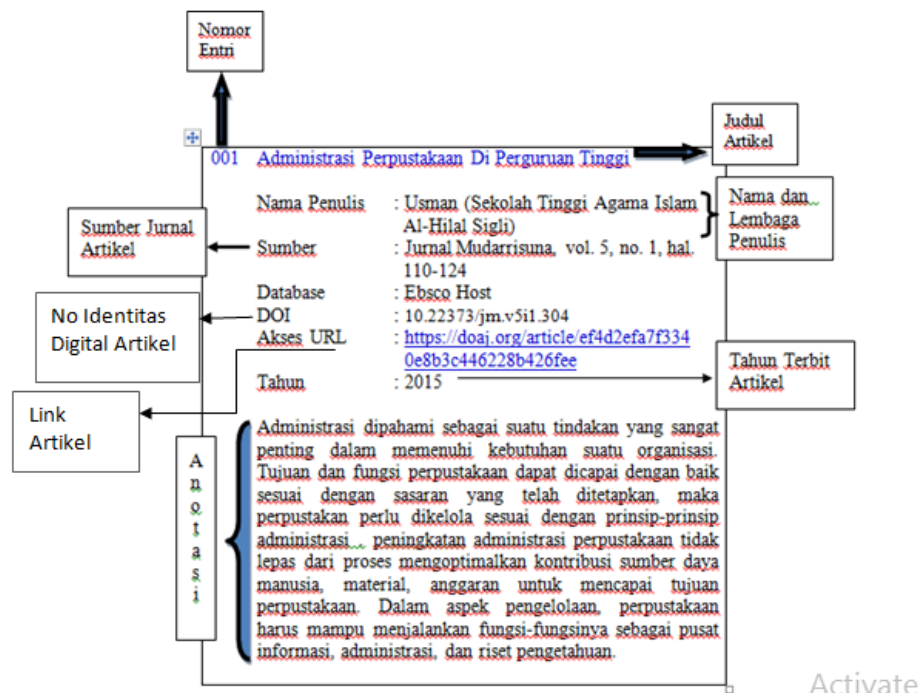 Nomor
Entri
Judul
Artikel
001 Administrasi Perpustakaan Di Perguruan Tinggi
Nama Penulis : Usman (Sekolah Tinggi Agama Islam
Al-Hilal Sigli)
Nama dan
Lembaga
Penulis
Sumber Jurnal
Artikel
Sumber : Jurnal Mudarrisuna, vol. 5, no. 1, hal.
110-124
Database : Ebsco Host
No Identitas
Digital Artikel
DOI : 10.22373/jm.v5i1.304
Akses URL : https://doaj.org/article/ef4d2efa7f334
0e8b3c446228b426fee
Tahun Terbit
Artikel
Tahun : 2015
Link
Artikel
Anotasi
Administrasi dipahami sebagai suatu tindakan yang sangat
penting dalam memenuhi kebutuhan suatu organisasi.
Tujuan dan fungsi perpustakaan dapat dicapai dengan baik
sesuai dengan sasaran yang telah ditetapkan, maka
perpustakan perlu dikelola sesuai dengan prinsip-prinsip
administrasi , peningkatan administrasi perpustakaan tidak
lepas dari proses mengoptimalkan kontribusi sumber daya
manusia, material, anggaran untuk mencapai tujuan
perpustakaan. Dalam aspek pengelolaan, perpustakaan
harus mampu menjalankan fungsi-fungsinya sebagai pusat
informasi, administrasi, dan riset pengetahuan.
Activate